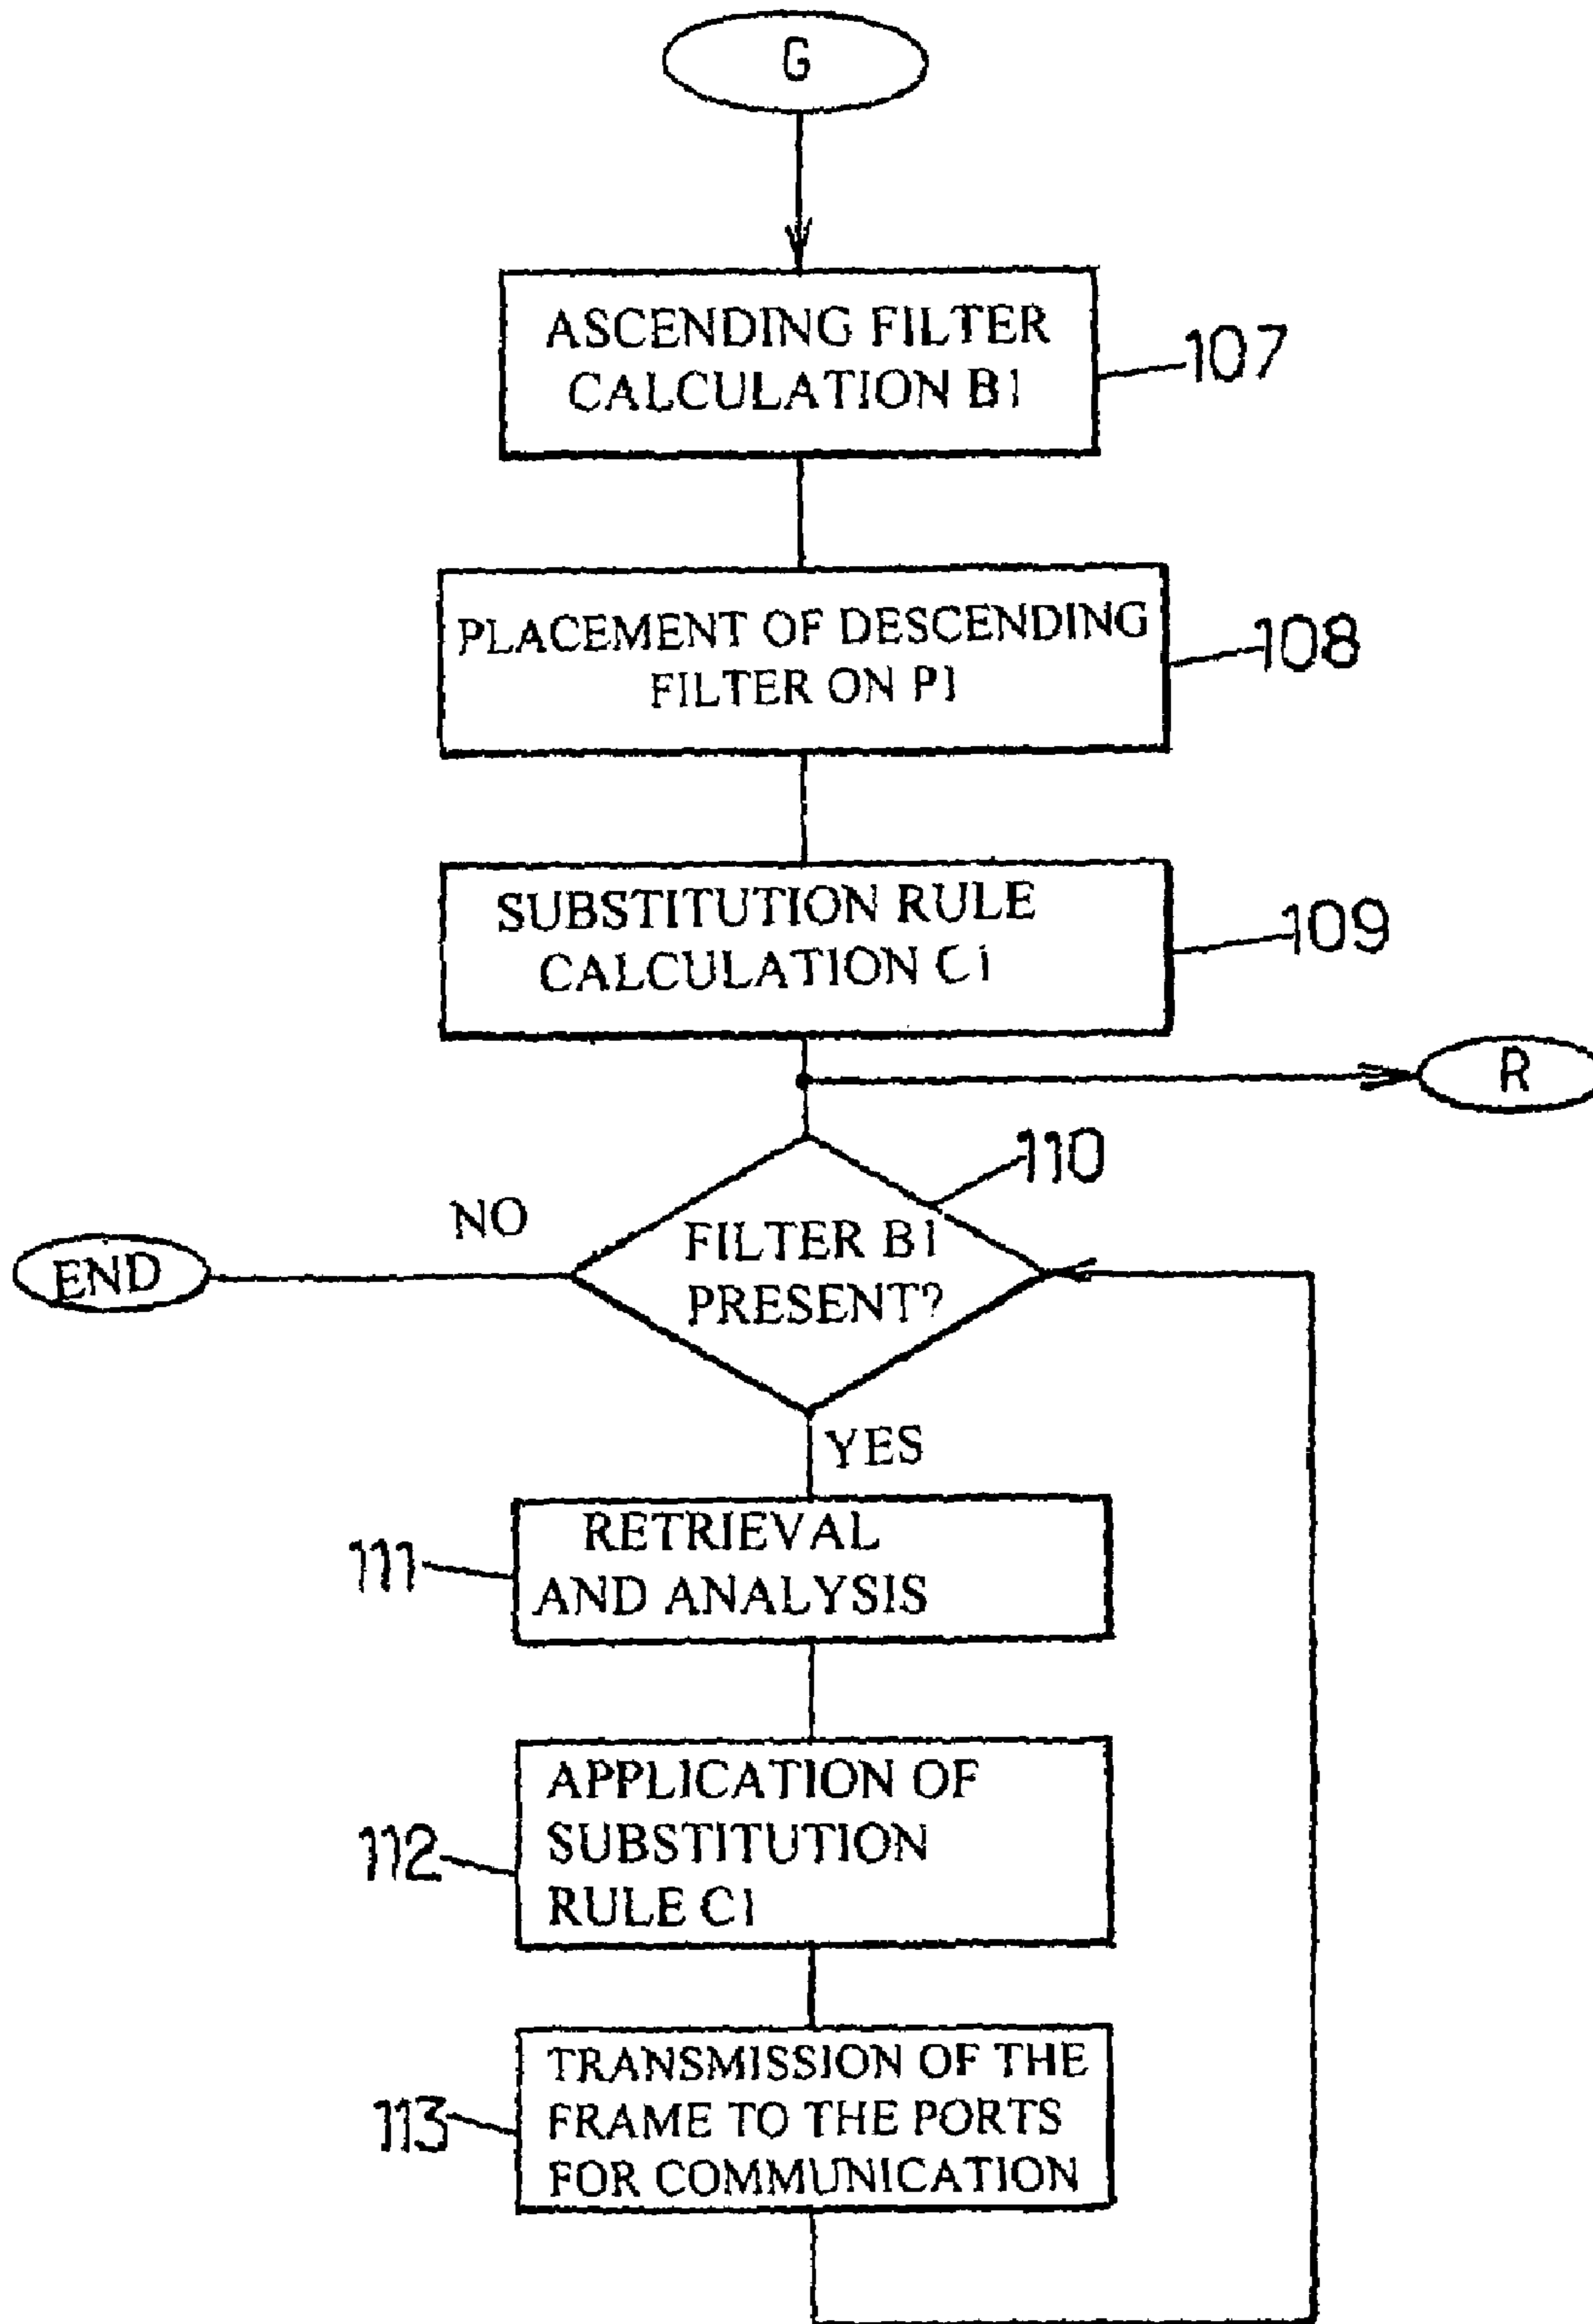 G
ASCENDING FILTER
CALCULATION B1
107
PLACEMENT OF DESCENDING
FILTER ON P1
108
SUBSTITUTION RULE
CALCULATION C1
109
R
110
NO
FILTER B1
PRESENT?
END
YES
RETRIEVAL
AND ANALYSIS
111
APPLICATION OF
SUBSTITUTION
RULE C1
112
TRANSMISSION OF THE
FRAME TO THE PORTS
FOR COMMUNICATION
113